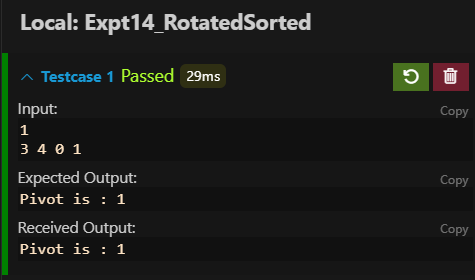 Local: Expt14_RotatedSorted
Testcase 1 Passed 29ms
Input:
Copy
1
3 4 0 1
Expected Output:
Copy
Pivot is : 1
Received Output:
Copy
Pivot is : 1